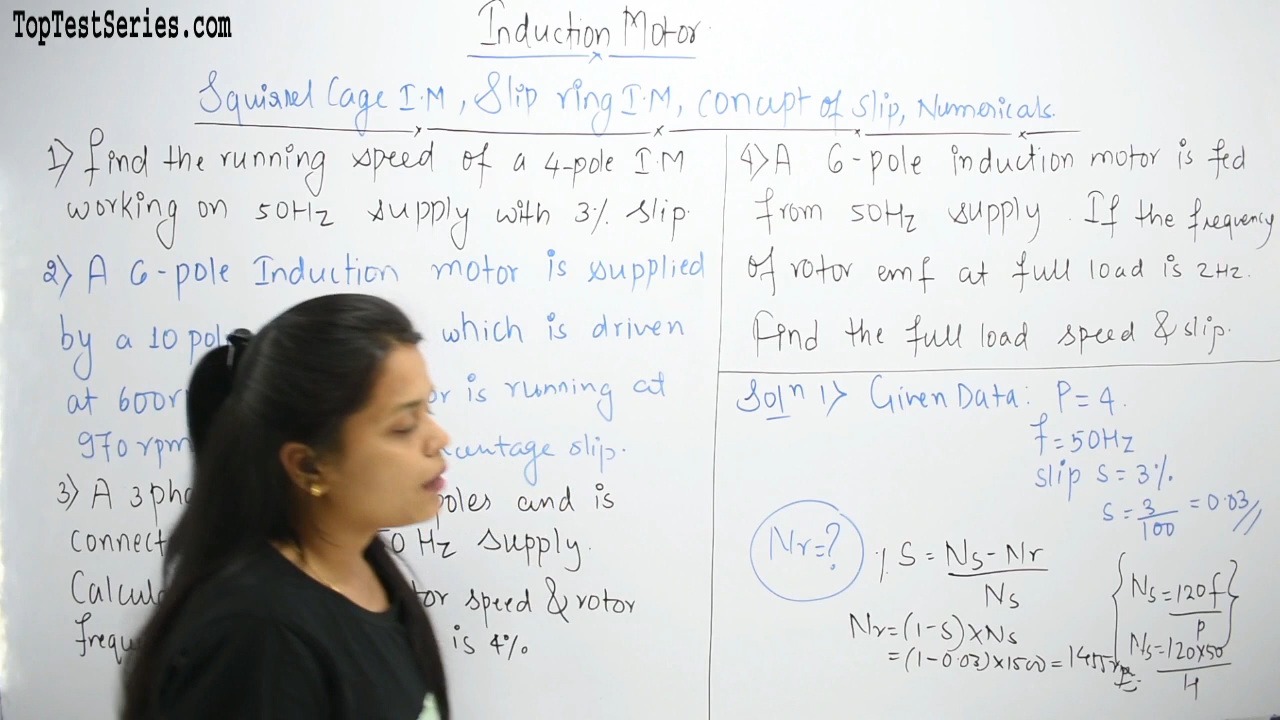 TopTestSeries.com
Induction Motor
Squirrel Cage I.M, Slip ring I.M, concept of slip, Numericals.
1) Find the running speed of a 4-pole I.M
working on 50Hz supply with 3% slip.
2) A 6-pole Induction motor is supplied
by a 10 pol which is driven
at 600r or is running at
970 rpm centage slip.
3) A 3 pha poles and is
connect 50 Hz supply.
Calcula tor speed & rotor
frequ is 4%
4) A 6-pole induction motor is fed
from 50Hz supply. If the frequency
of rotor emf at full load is 2Hz.
Find the full load speed & slip.
Soln 1) Given Data: P=4.
f=50Hz
slip s=3%
s=3/100 =0.03//
Nr=?
% S = Ns-Nr/Ns
Nr=(1-s)×Ns
=(1-0.03)×1500=1455rpm
{Ns=120f/P
Ns=120×50/4}